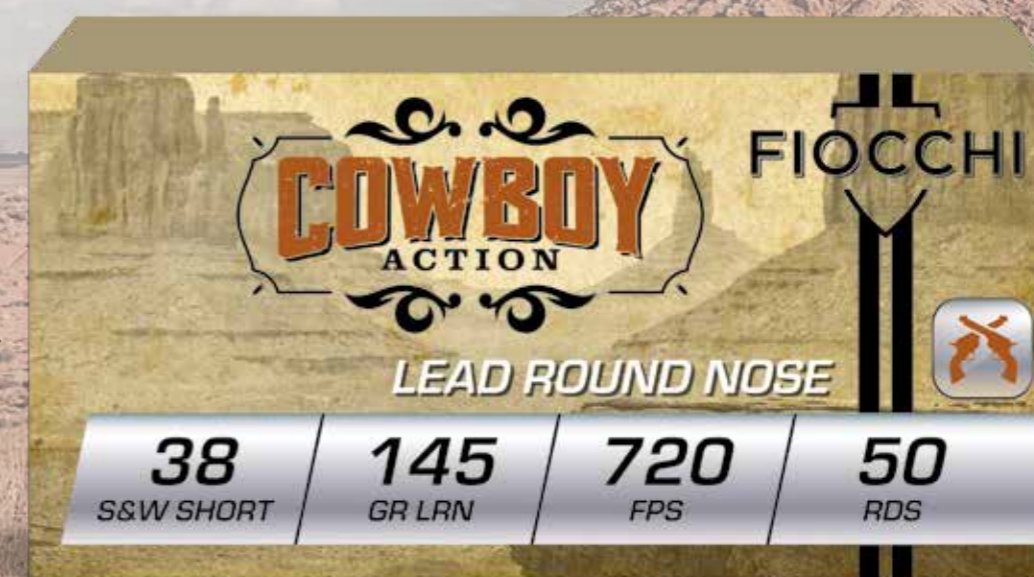 COWBOY
ACTION
FIOCCHI
LEAD ROUND NOSE
38 145 720 50
S&W SHORT GR LRN FPS RDS